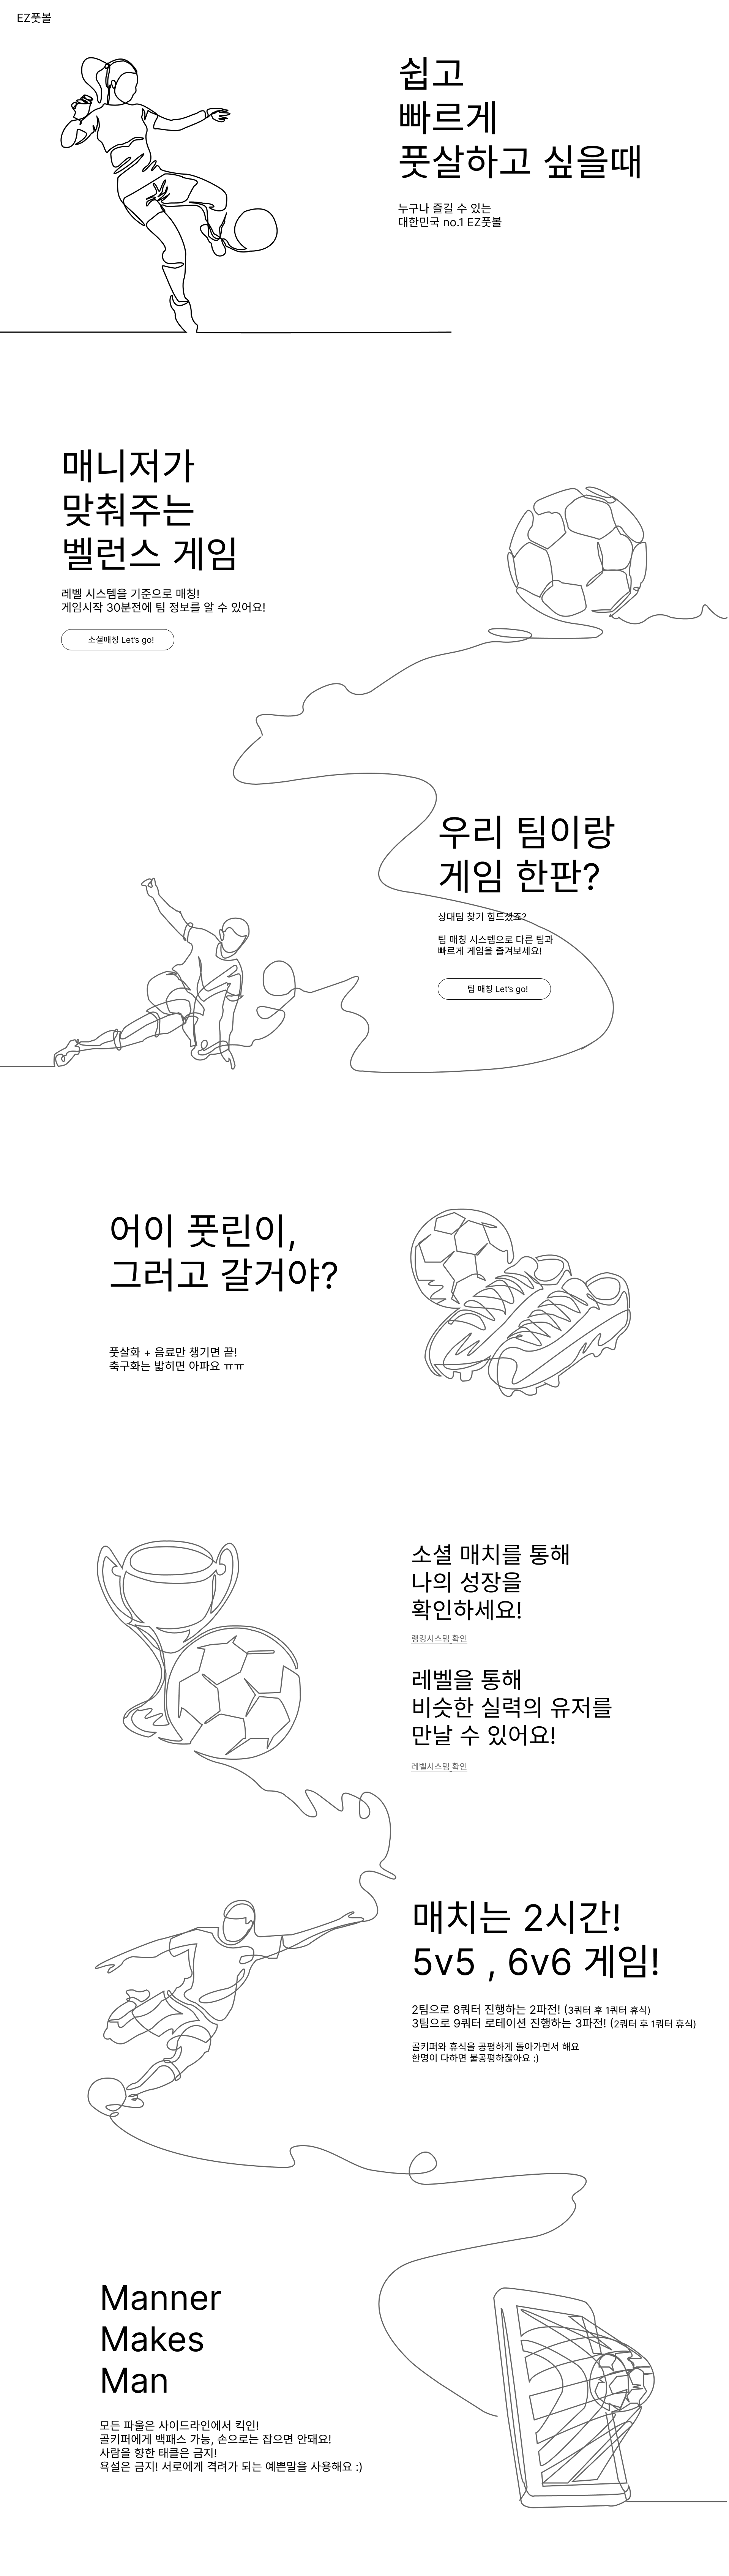 EZ풋볼
쉽고
빠르게
풋살하고 싶을때
누구나 즐길 수 있는
대한민국 no.1 EZ풋볼
매니저가
맞춰주는
벨런스 게임
레벨 시스템을 기준으로 매칭!
게임시작 30분전에 팀 정보를 알 수 있어요!
소셜매칭 Let's go!
우리 팀이랑
게임 한판?
상대팀 찾기 힘드셨죠?
팀 매칭 시스템으로 다른 팀과
빠르게 게임을 즐겨보세요!
팀 매칭 Let's go!
어이 풋린이,
그러고 갈거야?
풋살화 + 음료만 챙기면 끝!
축구화는 밟히면 아파요 ㅠㅠ
소셜 매치를 통해
나의 성장을
확인하세요!
랭킹시스템 확인
레벨을 통해
비슷한 실력의 유저를
만날 수 있어요!
레벨시스템 확인
매치는 2시간!
5v5 , 6v6 게임!
2팀으로 8쿼터 진행하는 2파전! (3쿼터 후 1쿼터 휴식)
3팀으로 9쿼터 로테이션 진행하는 3파전! (2쿼터 후 1쿼터 휴식)
골키퍼와 휴식을 공평하게 돌아가면서 해요
한명이 다하면 불공평하잖아요 :)
Manner
Makes
Man
모든 파울은 사이드라인에서 킥인!
골키퍼에게 백패스 가능, 손으로는 잡으면 안돼요!
사람을 향한 태클은 금지!
욕설은 금지! 서로에게 격려가 되는 예쁜말을 사용해요 :)